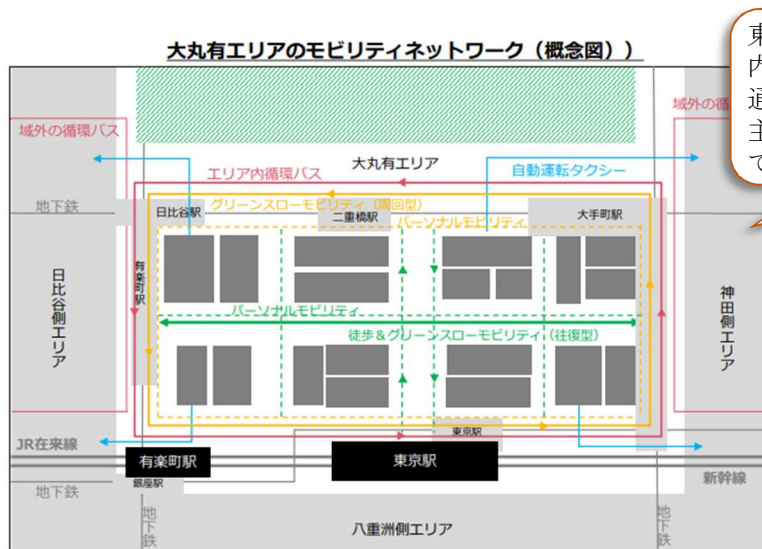 大丸有エリアのモビリティネットワーク（概念図））
東
内
通
主
て
域外の循環バス
域外の循
大丸有エリア
エリア内循環バス
自動運転タクシー
地下鉄
日比谷駅
グリーンスローモビリティ（周回型）
二重橋駅
パーソナルモビリティ
大手町駅
有楽町駅
日比谷側エリア
神田側エリア
パーソナルモビリティ
徒歩＆グリーンスローモビリティ（往復型）
東京駅
JR在来線
有楽町駅
東京駅
新幹線
地下鉄
銀座駅
地下鉄
地下鉄
八重洲側エリア